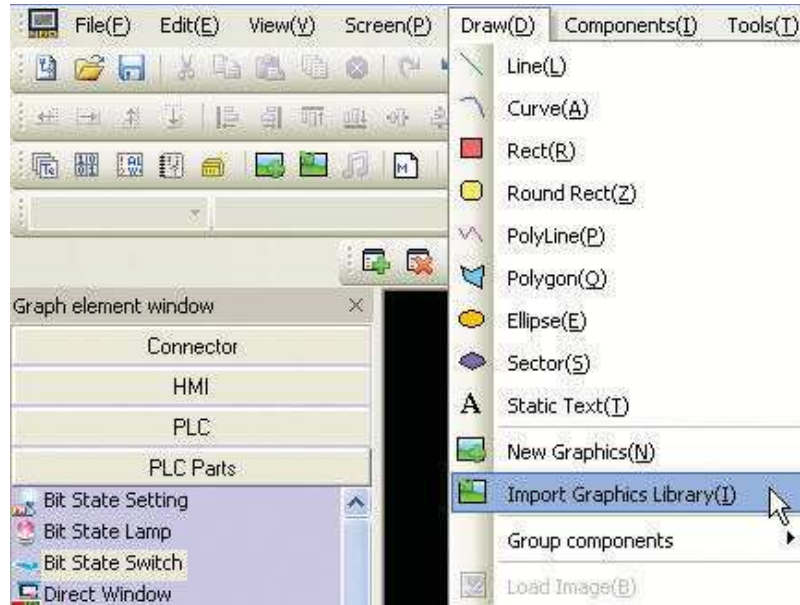 File(F) Edit(E) View(V) Screen(P) Draw(D) Components(I) Tools(T)
Line(L)
Curve(A)
Rect(R)
Round Rect(Z)
PolyLine(P)
Polygon(O)
Ellipse(E)
Sector(S)
A Static Text(T)
New Graphics(N)
Import Graphics Library(I)
Group components
Load Image(B)
Graph element window
Connector
HMI
PLC
PLC Parts
Bit State Setting
Bit State Lamp
Bit State Switch
Direct Window